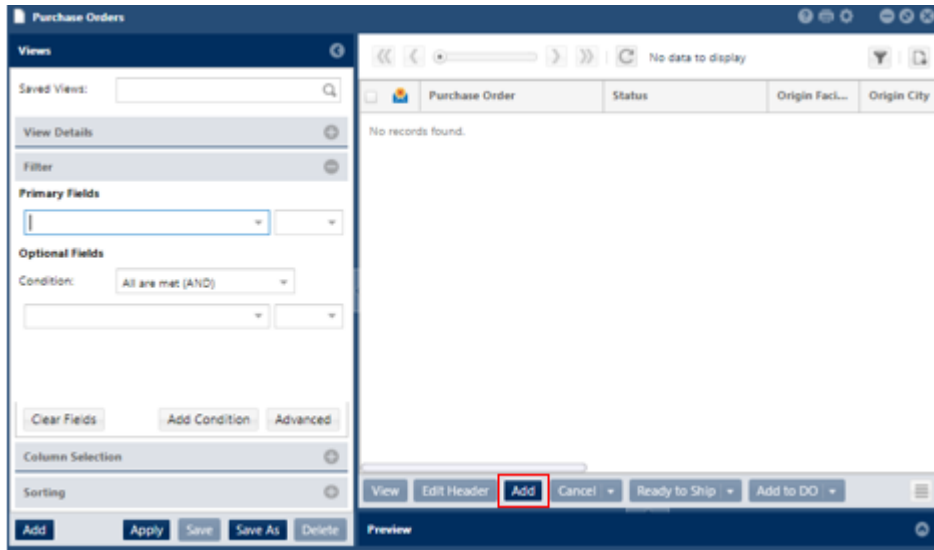 Purchase Orders
Views
Saved Views:
View Details
Filter
Primary Fields
Optional Fields
Condition: All are met (AND)
Clear Fields Add Condition Advanced
Column Selection
Sorting
Add Apply Save Save As Delete
No data to display
Purchase Order Status Origin Faci... Origin City
No records found.
View Edit Header Add Cancel Ready to Ship Add to DO
Preview